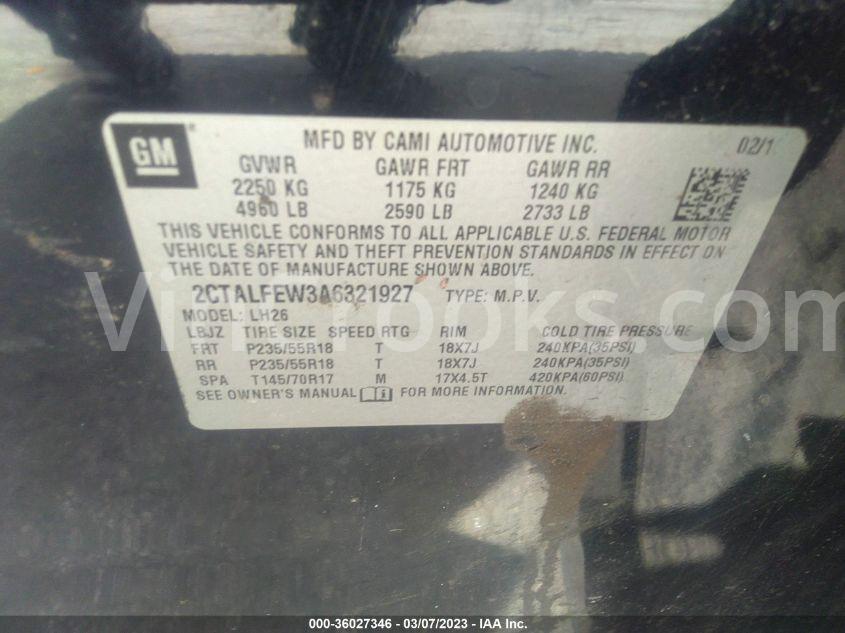 GM
MFD BY CAMI AUTOMOTIVE INC. 02/1
GVWR GAWR FRT GAWR RR
2250 KG 1175 KG 1240 KG
4960 LB 2590 LB 2733 LB
THIS VEHICLE CONFORMS TO ALL APPLICABLE U.S. FEDERAL MOTOR
VEHICLE SAFETY AND THEFT PREVENTION STANDARDS IN EFFECT ON
THE DATE OF MANUFACTURE SHOWN ABOVE.
2CTALFEW3A6321927 TYPE: M.P.V.
MODEL: LH26
LBJZ TIRE SIZE SPEED RTG RIM COLD TIRE PRESSURE
FRT P235/55R18 T 18X7J 240KPA(35PSI)
RR P235/55R18 T 18X7J 240KPA(35PSI)
SPA T145/70R17 M 17X4.5T 420KPA(60PSI)
SEE OWNER'S MANUAL FOR MORE INFORMATION.
000-36027346 - 03/07/2023 - IAA Inc.